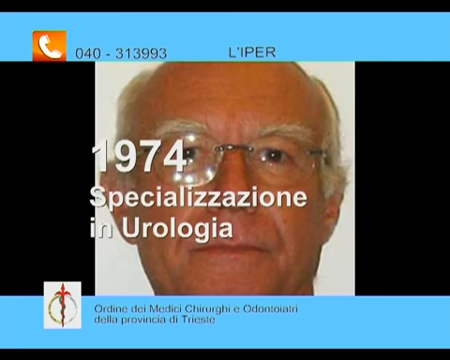 040 - 313993
L'IPER
1974
Specializzazione
in Urologia
Ordine dei Medici Chirurghi e Odontoiatri
della provincia di Trieste